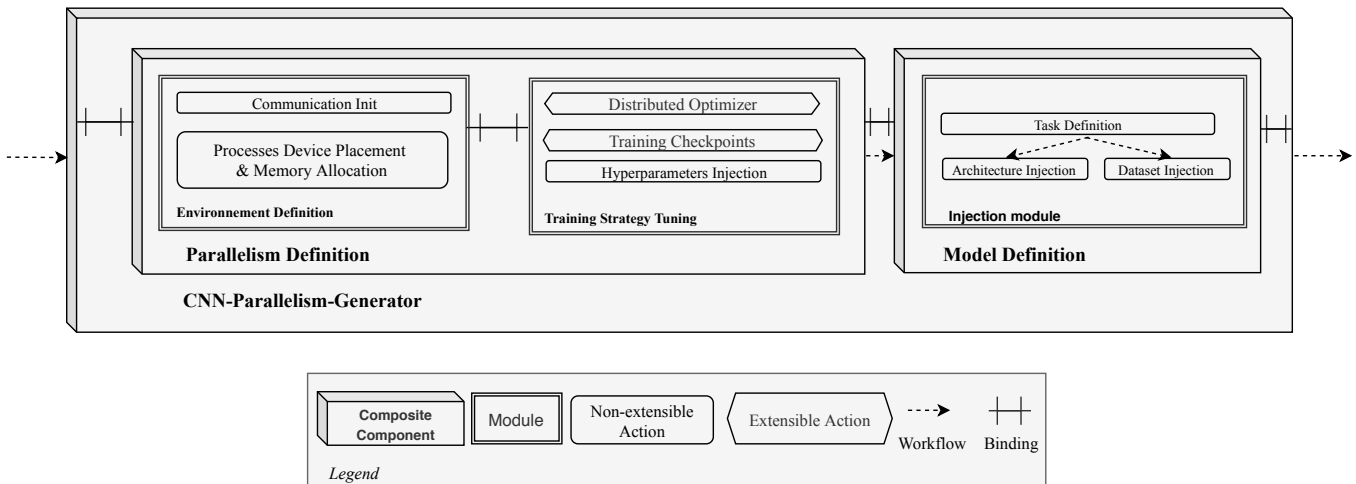 Communication Init
Processes Device Placement
& Memory Allocation
Environnement Definition
Distributed Optimizer
Training Checkpoints
Hyperparameters Injection
Training Strategy Tuning
Parallelism Definition
Task Definition
Architecture Injection
Dataset Injection
Injection module
Model Definition
CNN-Parallelism-Generator
Composite
Component
Module
Non-extensible
Action
Extensible Action
Workflow
Binding
Legend